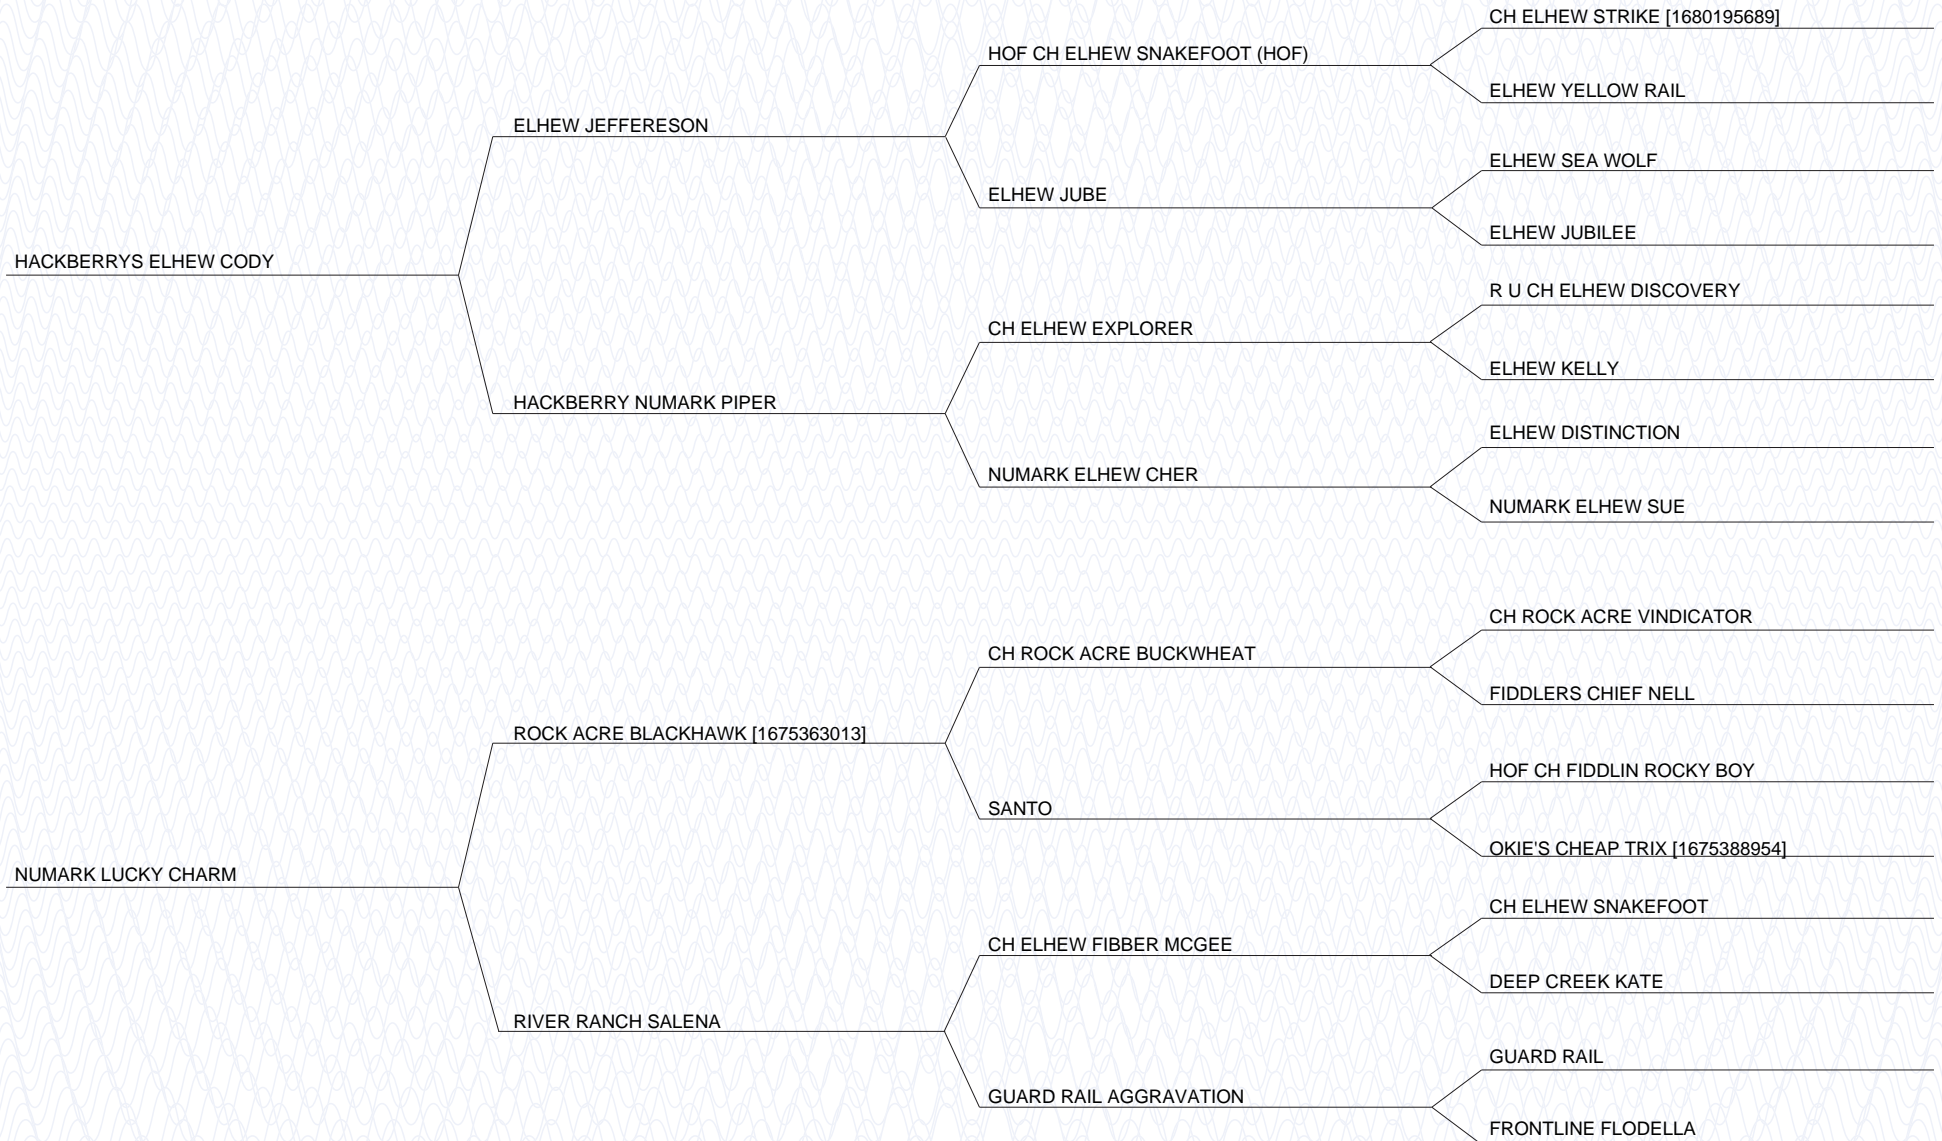 CH ELHEW STRIKE [1680195689]
HOF CH ELHEW SNAKEFOOT (HOF)
ELHEW YELLOW RAIL
ELHEW JEFFERESON
ELHEW SEA WOLF
ELHEW JUBE
ELHEW JUBILEE
HACKBERRYS ELHEW CODY
R U CH ELHEW DISCOVERY
CH ELHEW EXPLORER
ELHEW KELLY
HACKBERRY NUMARK PIPER
ELHEW DISTINCTION
NUMARK ELHEW CHER
NUMARK ELHEW SUE
CH ROCK ACRE VINDICATOR
CH ROCK ACRE BUCKWHEAT
FIDDLERS CHIEF NELL
ROCK ACRE BLACKHAWK [1675363013]
HOF CH FIDDLIN ROCKY BOY
SANTO
OKIE'S CHEAP TRIX [1675388954]
NUMARK LUCKY CHARM
CH ELHEW SNAKEFOOT
CH ELHEW FIBBER MCGEE
DEEP CREEK KATE
RIVER RANCH SALENA
GUARD RAIL
GUARD RAIL AGGRAVATION
FRONTLINE FLODELLA